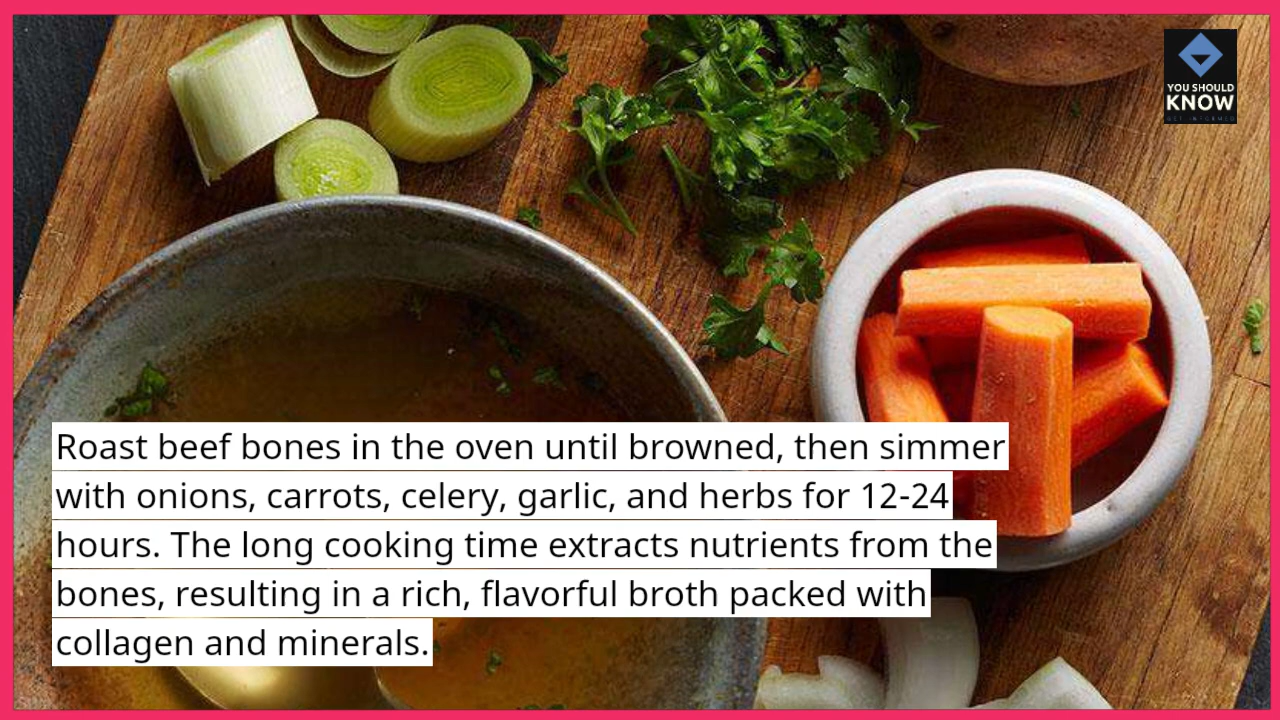 YOU SHOULD
KNOW
GET INFORMED
Roast beef bones in the oven until browned, then simmer
with onions, carrots, celery, garlic, and herbs for 12-24
hours. The long cooking time extracts nutrients from the
bones, resulting in a rich, flavorful broth packed with
collagen and minerals.